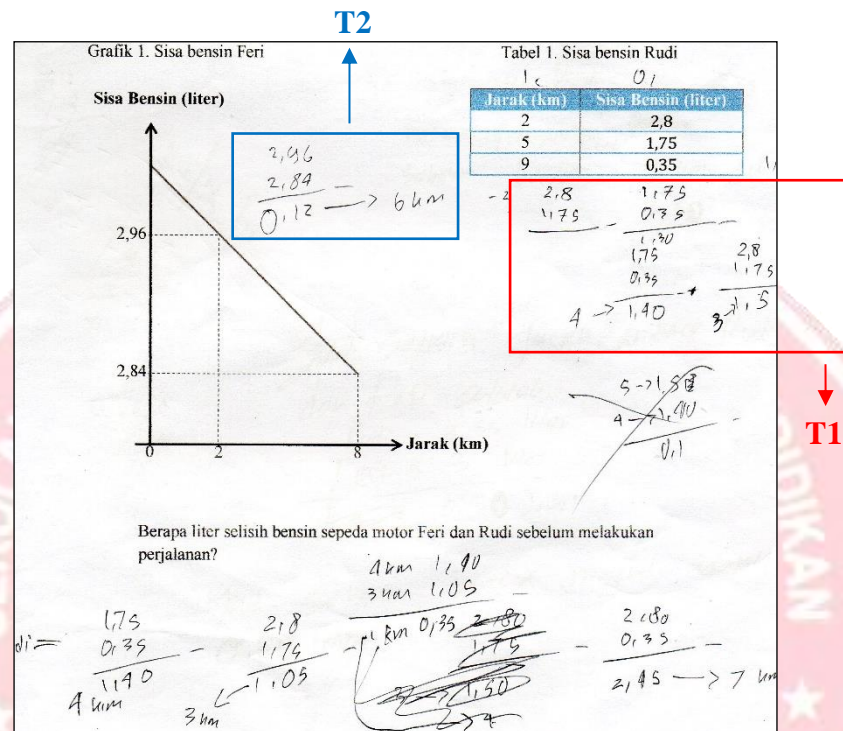 T2
Grafik 1. Sisa bensin Feri
Tabel 1. Sisa bensin Rudi
Sisa Bensin (liter)
Jarak (km) Sisa Bensin (liter)
2 2,8
5 1,75
9 0,35
2,96
2,84 −
0,12 → 6 km
2,8
1,75 −
1,75
0,35 −
1,30
1,75
0,35
4 → 1,40
2,8
1,75
3 → 1,5
2,96
2,84
0 2 8
Jarak (km)
4 → 1,40
0,1
T1
Berapa liter selisih bensin sepeda motor Feri dan Rudi sebelum melakukan
perjalanan?
4 km 1,40
3 km 1,05 −
1 km 0,35
di = 1,75
0,35 −
1,40
4 km
2,8
1,75 −
1,05
3 km
2,80
1,75 −
1,50
2,80
0,35 −
2,45 → 7 km
DIDIKAN